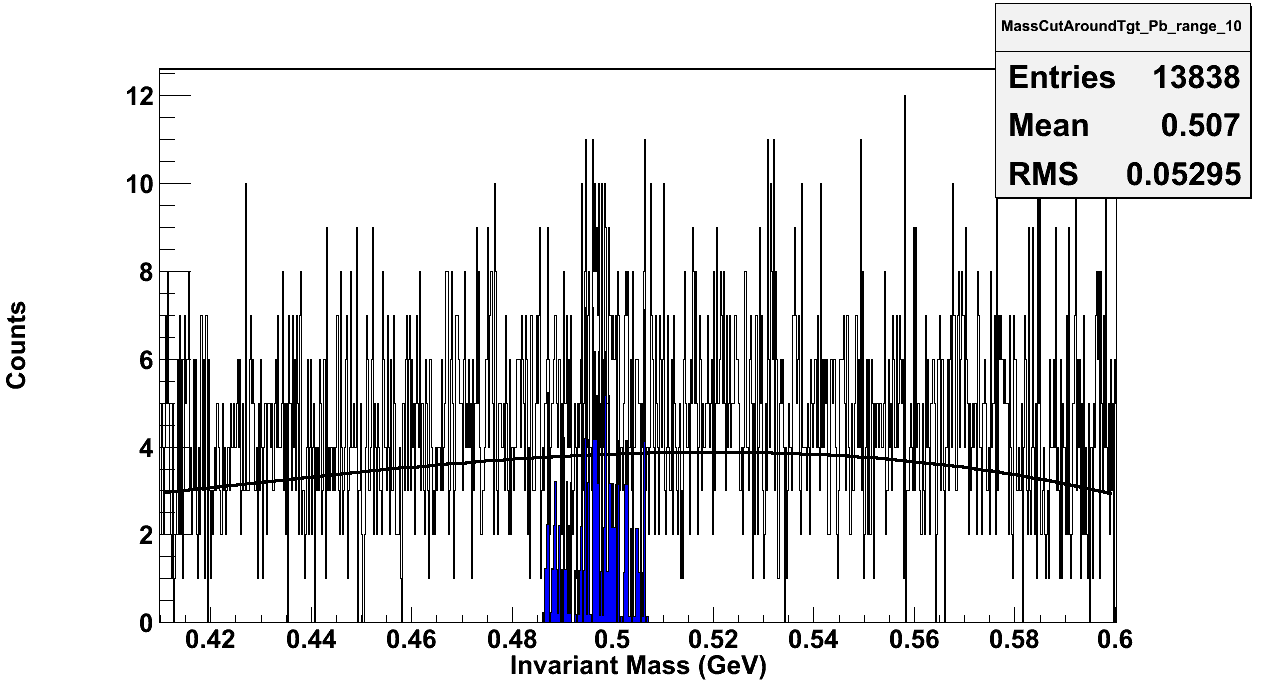 MassCutAroundTgt_Pb_range_10
Entries 13838
Mean 0.507
RMS 0.05295
12
10
8
6
4
2
0
Counts
0.42 0.44 0.46 0.48 0.5 0.52 0.54 0.56 0.58 0.6
Invariant Mass (GeV)